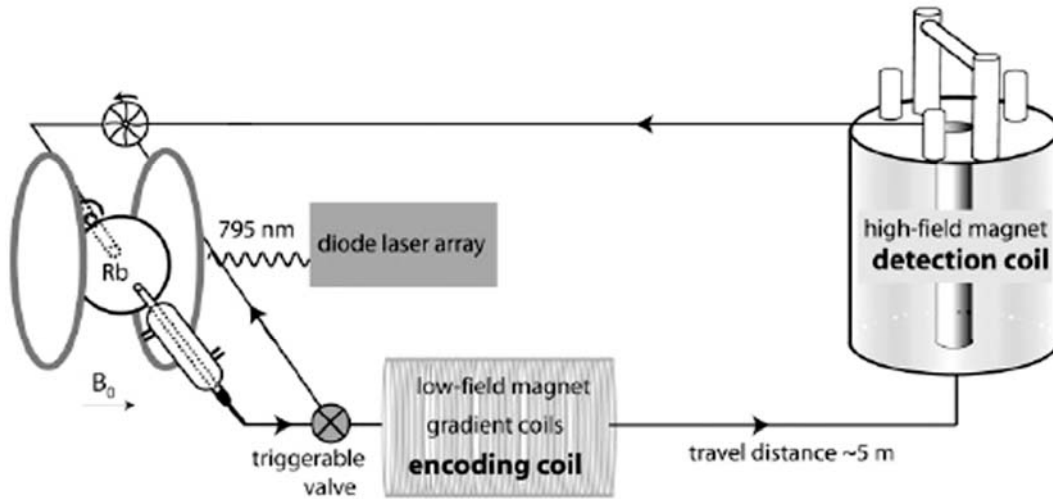 795 nm
diode laser array
Rb
B₀
high-field magnet
detection coil
low-field magnet
gradient coils
encoding coil
triggerable
valve
travel distance ~5 m